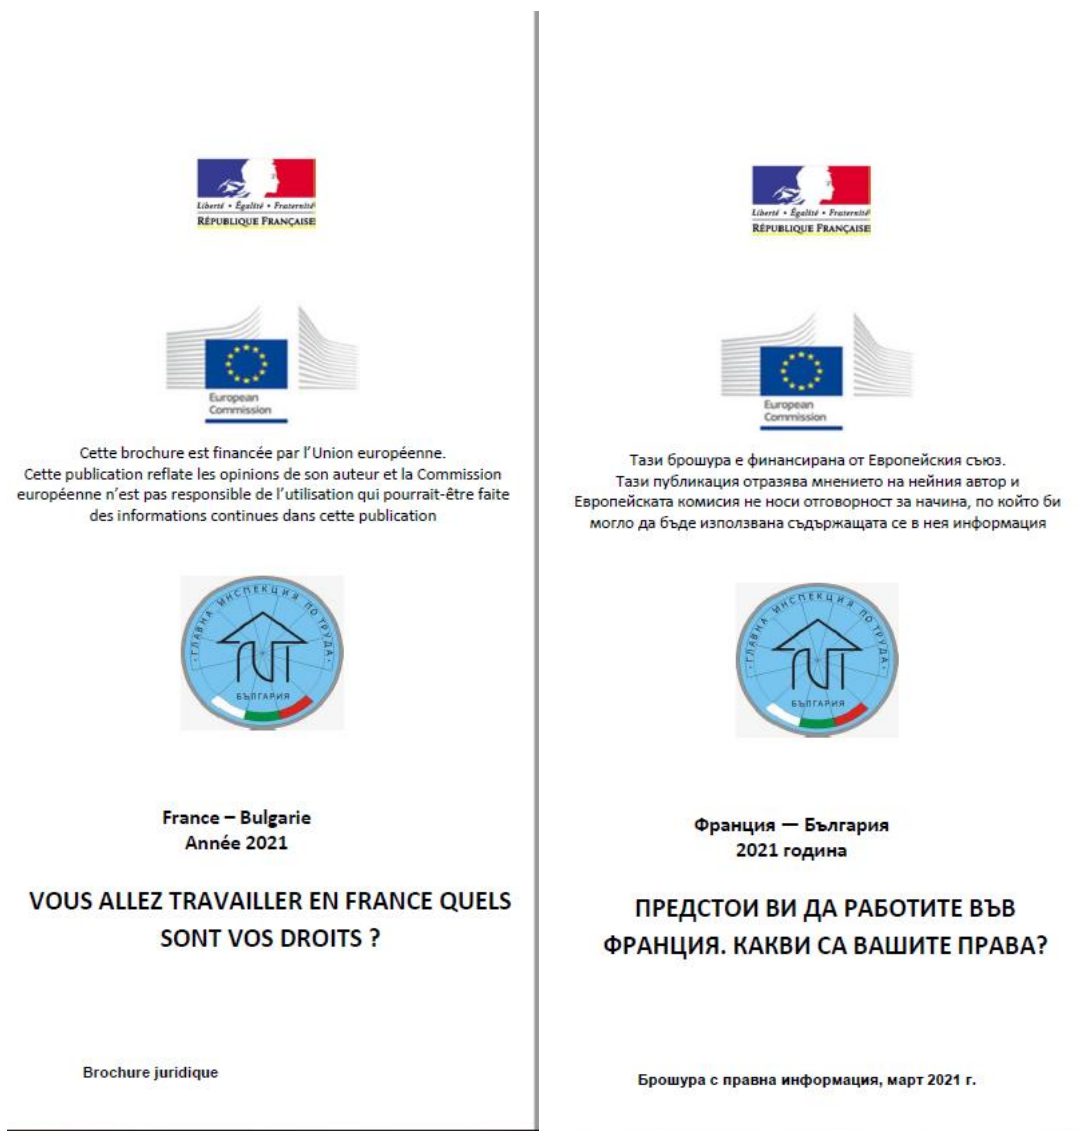 Liberté • Égalité • Fraternité
RÉPUBLIQUE FRANÇAISE
European
Commission
Cette brochure est financée par l'Union européenne.
Cette publication reflate les opinions de son auteur et la Commission
européenne n'est pas responsible de l'utilisation qui pourrait-être faite
des informations continues dans cette publication
• ГЛАВНА ИНСПЕКЦИЯ ПО ТРУДА •
БЪЛГАРИЯ
France – Bulgarie
Année 2021
VOUS ALLEZ TRAVAILLER EN FRANCE QUELS
SONT VOS DROITS ?
Brochure juridique
Liberté • Égalité • Fraternité
RÉPUBLIQUE FRANÇAISE
European
Commission
Тази брошура е финансирана от Европейския съюз.
Тази публикация отразява мнението на нейния автор и
Европейската комисия не носи отговорност за начина, по който би
могло да бъде използвана съдържащата се в нея информация
• ГЛАВНА ИНСПЕКЦИЯ ПО ТРУДА •
БЪЛГАРИЯ
Франция — България
2021 година
ПРЕДСТОИ ВИ ДА РАБОТИТЕ ВЪВ
ФРАНЦИЯ. КАКВИ СА ВАШИТЕ ПРАВА?
Брошура с правна информация, март 2021 г.